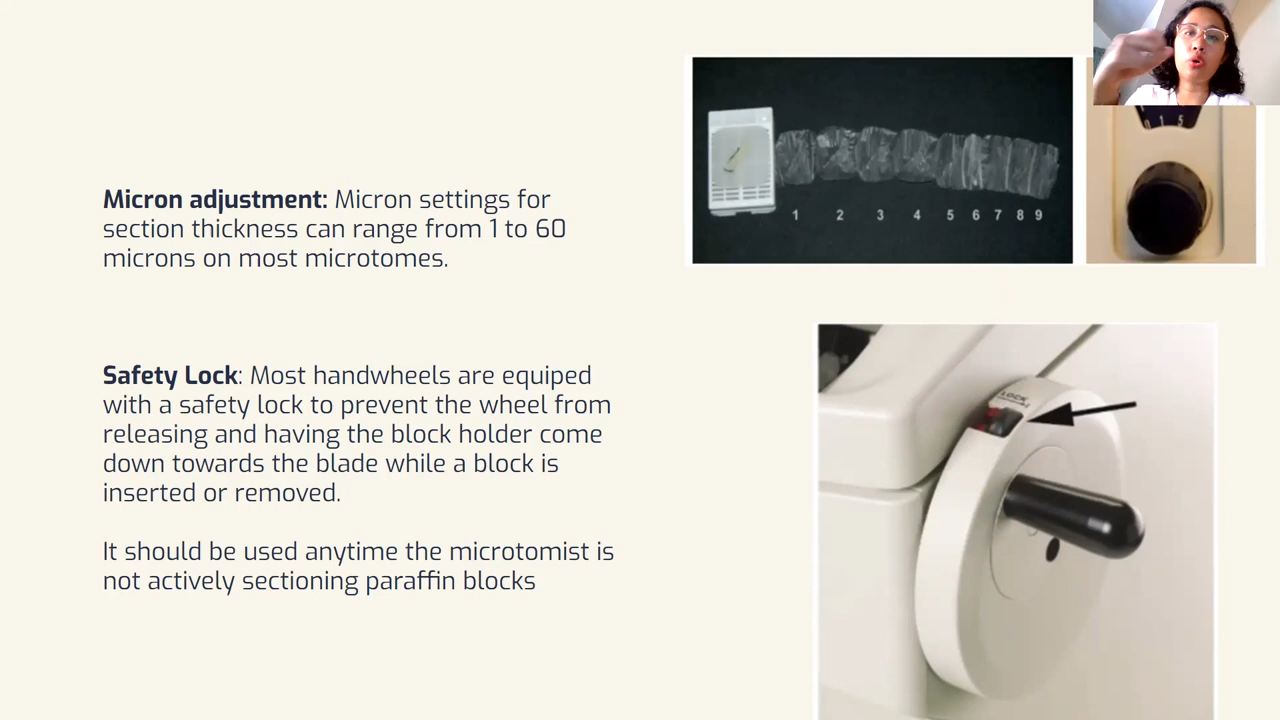 Micron adjustment: Micron settings for
section thickness can range from 1 to 60
microns on most microtomes.
Safety Lock: Most handwheels are equiped
with a safety lock to prevent the wheel from
releasing and having the block holder come
down towards the blade while a block is
inserted or removed.
It should be used anytime the microtomist is
not actively sectioning paraffin blocks
1 2 3 4 5 6 7 8 9
0 1 5
LOCK